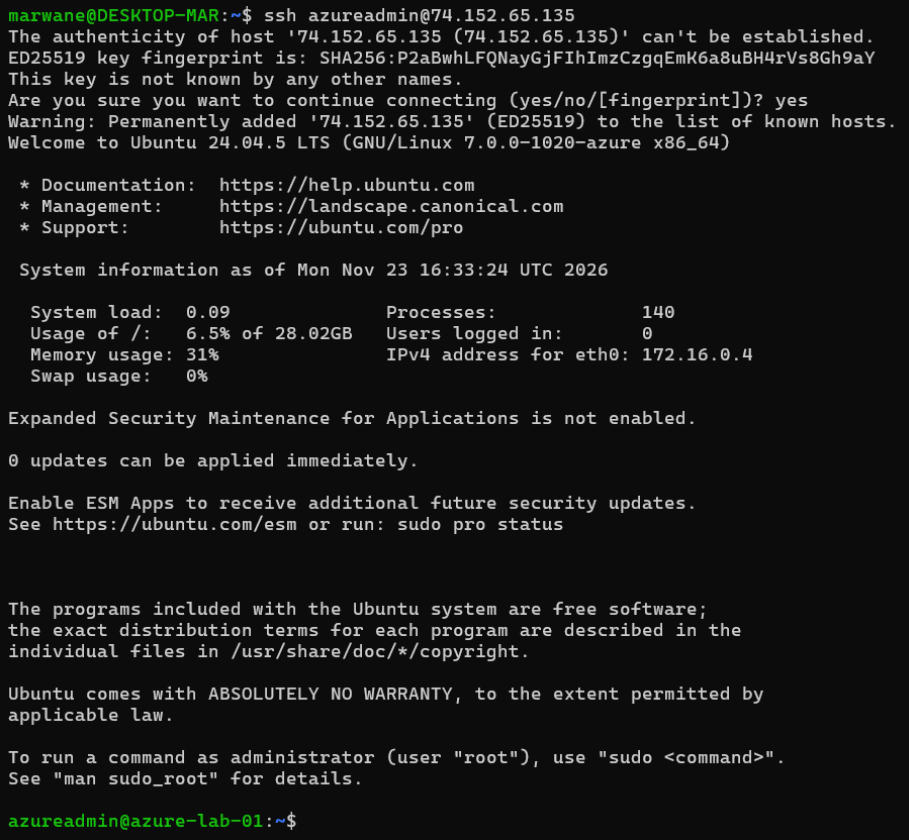 marwane@DESKTOP-MAR:~$ ssh azureadmin@74.152.65.135
The authenticity of host '74.152.65.135 (74.152.65.135)' can't be established.
ED25519 key fingerprint is: SHA256:P2aBwhLFQNayGjFIhImzCzgqEmK6a8uBH4rVs8Gh9aY
This key is not known by any other names.
Are you sure you want to continue connecting (yes/no/[fingerprint])? yes
Warning: Permanently added '74.152.65.135' (ED25519) to the list of known hosts.
Welcome to Ubuntu 24.04.5 LTS (GNU/Linux 7.0.0-1020-azure x86_64)

 * Documentation:  https://help.ubuntu.com
 * Management:     https://landscape.canonical.com
 * Support:        https://ubuntu.com/pro

 System information as of Mon Nov 23 16:33:24 UTC 2026

  System load:  0.09               Processes:             140
  Usage of /:   6.5% of 28.02GB   Users logged in:       0
  Memory usage: 31%               IPv4 address for eth0: 172.16.0.4
  Swap usage:   0%

Expanded Security Maintenance for Applications is not enabled.

0 updates can be applied immediately.

Enable ESM Apps to receive additional future security updates.
See https://ubuntu.com/esm or run: sudo pro status

The programs included with the Ubuntu system are free software;
the exact distribution terms for each program are described in the
individual files in /usr/share/doc/*/copyright.

Ubuntu comes with ABSOLUTELY NO WARRANTY, to the extent permitted by
applicable law.

To run a command as administrator (user "root"), use "sudo <command>".
See "man sudo_root" for details.

azureadmin@azure-lab-01:~$